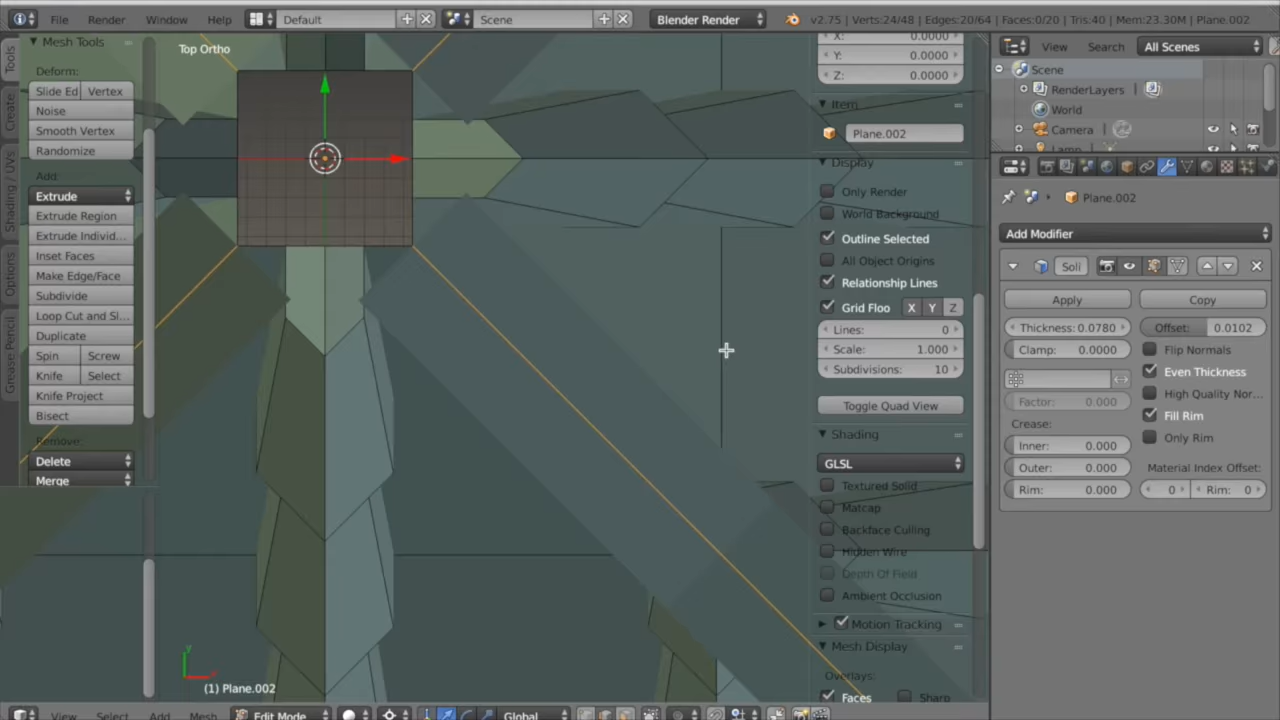 File Render Window Help Default Scene Blender Render v2.75 | Verts:24/48 | Edges:20/64 | Faces:0/20 | Tris:40 | Mem:23.30M | Plane.002
Mesh Tools
Deform:
Slide Ed Vertex
Noise
Smooth Vertex
Randomize
Add:
Extrude
Extrude Region
Extrude Individ...
Inset Faces
Make Edge/Face
Subdivide
Loop Cut and Sl...
Duplicate
Spin Screw
Knife Select
Knife Project
Bisect
Remove:
Delete
Merge
Tools
Create
Shading / UVs
Options
Grease Pencil
Top Ortho
(1) Plane.002
X: 0.0000
Y: 0.0000
Z: 0.0000
Item
Plane.002
Display
Only Render
World Background
Outline Selected
All Object Origins
Relationship Lines
Grid Floo X Y Z
Lines: 0
Scale: 1.000
Subdivisions: 10
Toggle Quad View
Shading
GLSL
Textured Solid
Matcap
Backface Culling
Hidden Wire
Depth Of Field
Ambient Occlusion
Motion Tracking
Mesh Display
Overlays:
Faces Sharp
View Search All Scenes
Scene
RenderLayers
World
Camera
Lamp
Plane.002
Add Modifier
Soli
Apply Copy
Thickness: 0.0780 Offset: 0.0102
Clamp: 0.0000 Flip Normals
Even Thickness
High Quality Nor...
Factor: 0.000 Fill Rim
Crease: Only Rim
Inner: 0.000
Outer: 0.000 Material Index Offset:
Rim: 0.000 0 Rim: 0
View Select Add Mesh Edit Mode Global